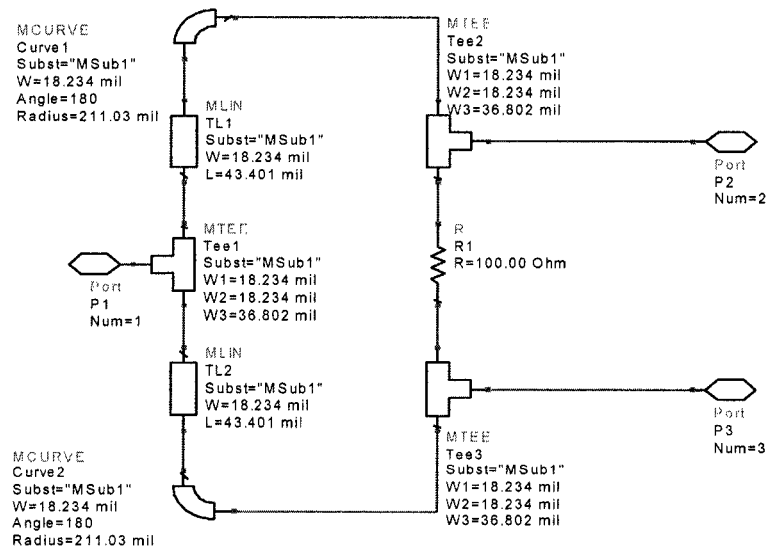 MCURVE
Curve1
Subst="MSub1"
W=18.234 mil
Angle=180
Radius=211.03 mil
MTEE
Tee2
Subst="MSub1"
W1=18.234 mil
W2=18.234 mil
W3=36.802 mil
MLIN
TL1
Subst="MSub1"
W=18.234 mil
L=43.401 mil
Port
P2
Num=2
MTEE
Tee1
Subst="MSub1"
W1=18.234 mil
W2=18.234 mil
W3=36.802 mil
R
R1
R=100.00 Ohm
Port
P1
Num=1
MLIN
TL2
Subst="MSub1"
W=18.234 mil
L=43.401 mil
Port
P3
Num=3
MCURVE
Curve2
Subst="MSub1"
W=18.234 mil
Angle=180
Radius=211.03 mil
MTEE
Tee3
Subst="MSub1"
W1=18.234 mil
W2=18.234 mil
W3=36.802 mil